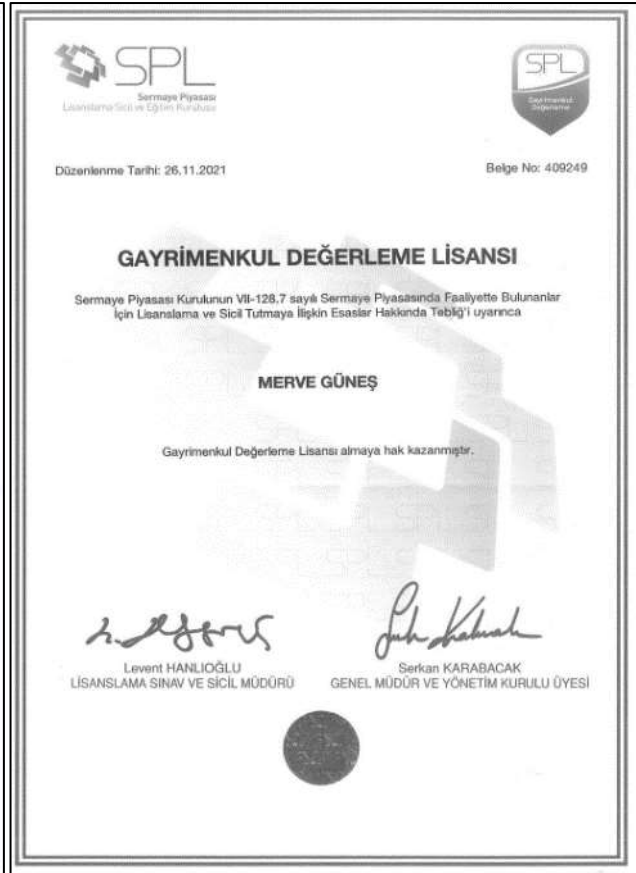 SPL
Sermaye Piyasası
Lisanslama Sicil ve Eğitim Kuruluşu
SPL
Gayrimenkul
Değerleme
Düzenlenme Tarihi: 26.11.2021
Belge No: 409249
GAYRİMENKUL DEĞERLEME LİSANSI
Sermaye Piyasası Kurulunun VII-128.7 sayılı Sermaye Piyasasında Faaliyette Bulunanlar
İçin Lisanslama ve Sicil Tutmaya İlişkin Esaslar Hakkında Tebliğ'i uyarınca
MERVE GÜNEŞ
Gayrimenkul Değerleme Lisansı almaya hak kazanmıştır.
Levent HANLIOĞLU
LİSANSLAMA SINAV VE SİCİL MÜDÜRÜ
Serkan KARABACAK
GENEL MÜDÜR VE YÖNETİM KURULU ÜYESİ